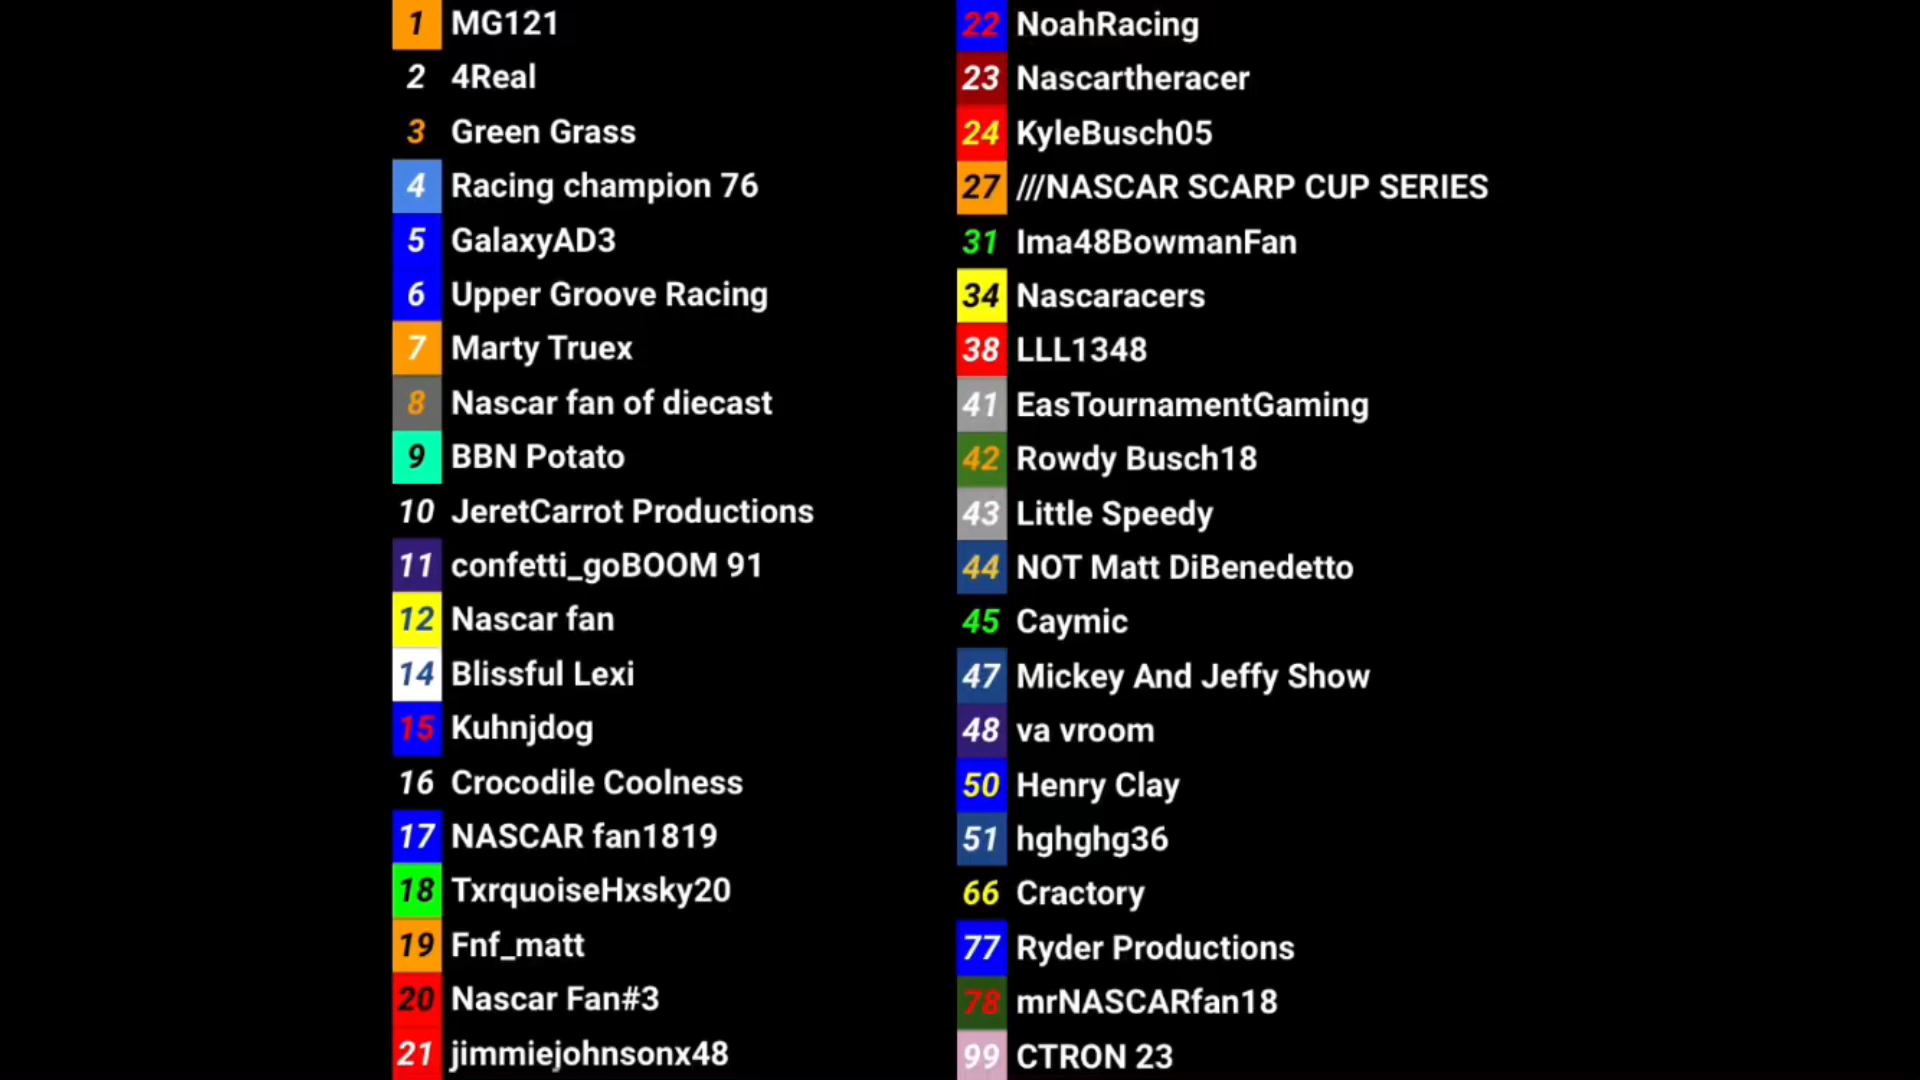 1 MG121
2 4Real
3 Green Grass
4 Racing champion 76
5 GalaxyAD3
6 Upper Groove Racing
7 Marty Truex
8 Nascar fan of diecast
9 BBN Potato
10 JeretCarrot Productions
11 confetti_goBOOM 91
12 Nascar fan
14 Blissful Lexi
15 Kuhnjdog
16 Crocodile Coolness
17 NASCAR fan1819
18 TxrquoiseHxsky20
19 Fnf_matt
20 Nascar Fan#3
21 jimmiejohnsonx48
22 NoahRacing
23 Nascartheracer
24 KyleBusch05
27 ///NASCAR SCARP CUP SERIES
31 Ima48BowmanFan
34 Nascaracers
38 LLL1348
41 EasTournamentGaming
42 Rowdy Busch18
43 Little Speedy
44 NOT Matt DiBenedetto
45 Caymic
47 Mickey And Jeffy Show
48 va vroom
50 Henry Clay
51 hghghg36
66 Cractory
77 Ryder Productions
78 mrNASCARfan18
99 CTRON 23